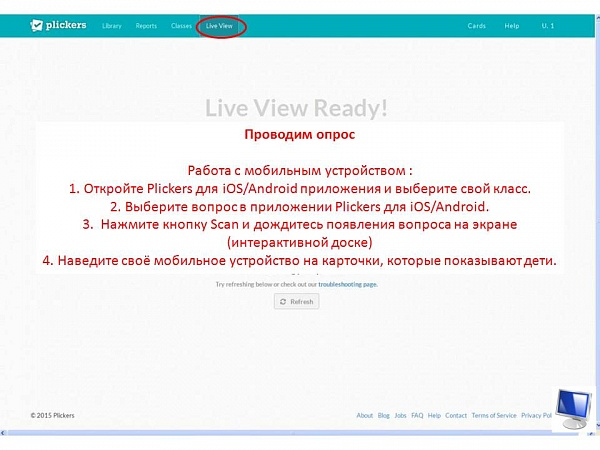 plickers Library Reports Classes Live View Cards Help U. 1
Live View Ready!
Проводим опрос
Работа с мобильным устройством :
1. Откройте Plickers для iOS/Android приложения и выберите свой класс.
2. Выберите вопрос в приложении Plickers для iOS/Android.
3. Нажмите кнопку Scan и дождитесь появления вопроса на экране
(интерактивной доске)
4. Наведите своё мобильное устройство на карточки, которые показывают дети.
Try refreshing below or check out our troubleshooting page.
Refresh
© 2015 Plickers About Blog Jobs FAQ Help Contact Terms of Service Privacy Pol